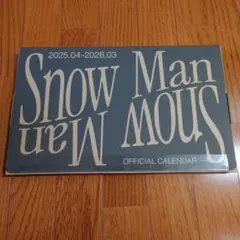 2025.04-2026.03
Snow Man
Snow Man
OFFICIAL CALENDAR